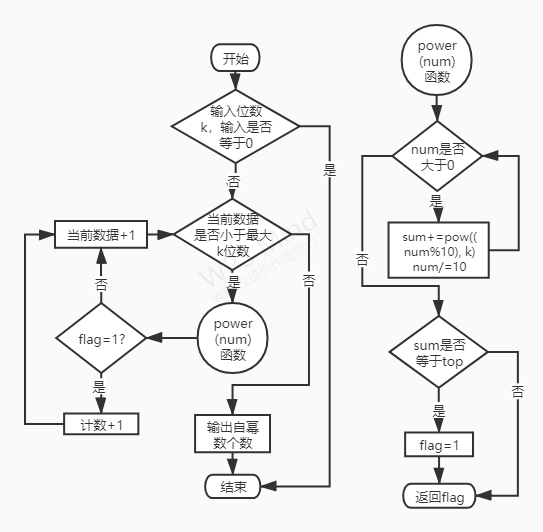 开始
输入位数
k，输入是否
等于0
是
否
当前数据
是否小于最大
k位数
当前数据+1
是
否
否
power
（num）
函数
flag=1?
是
计数+1
输出自幂
数个数
结束
power
（num）
函数
num是否
大于0
是
sum+=pow((
num%10), k)
num/=10
否
sum是否
等于top
是
否
flag=1
返回flag